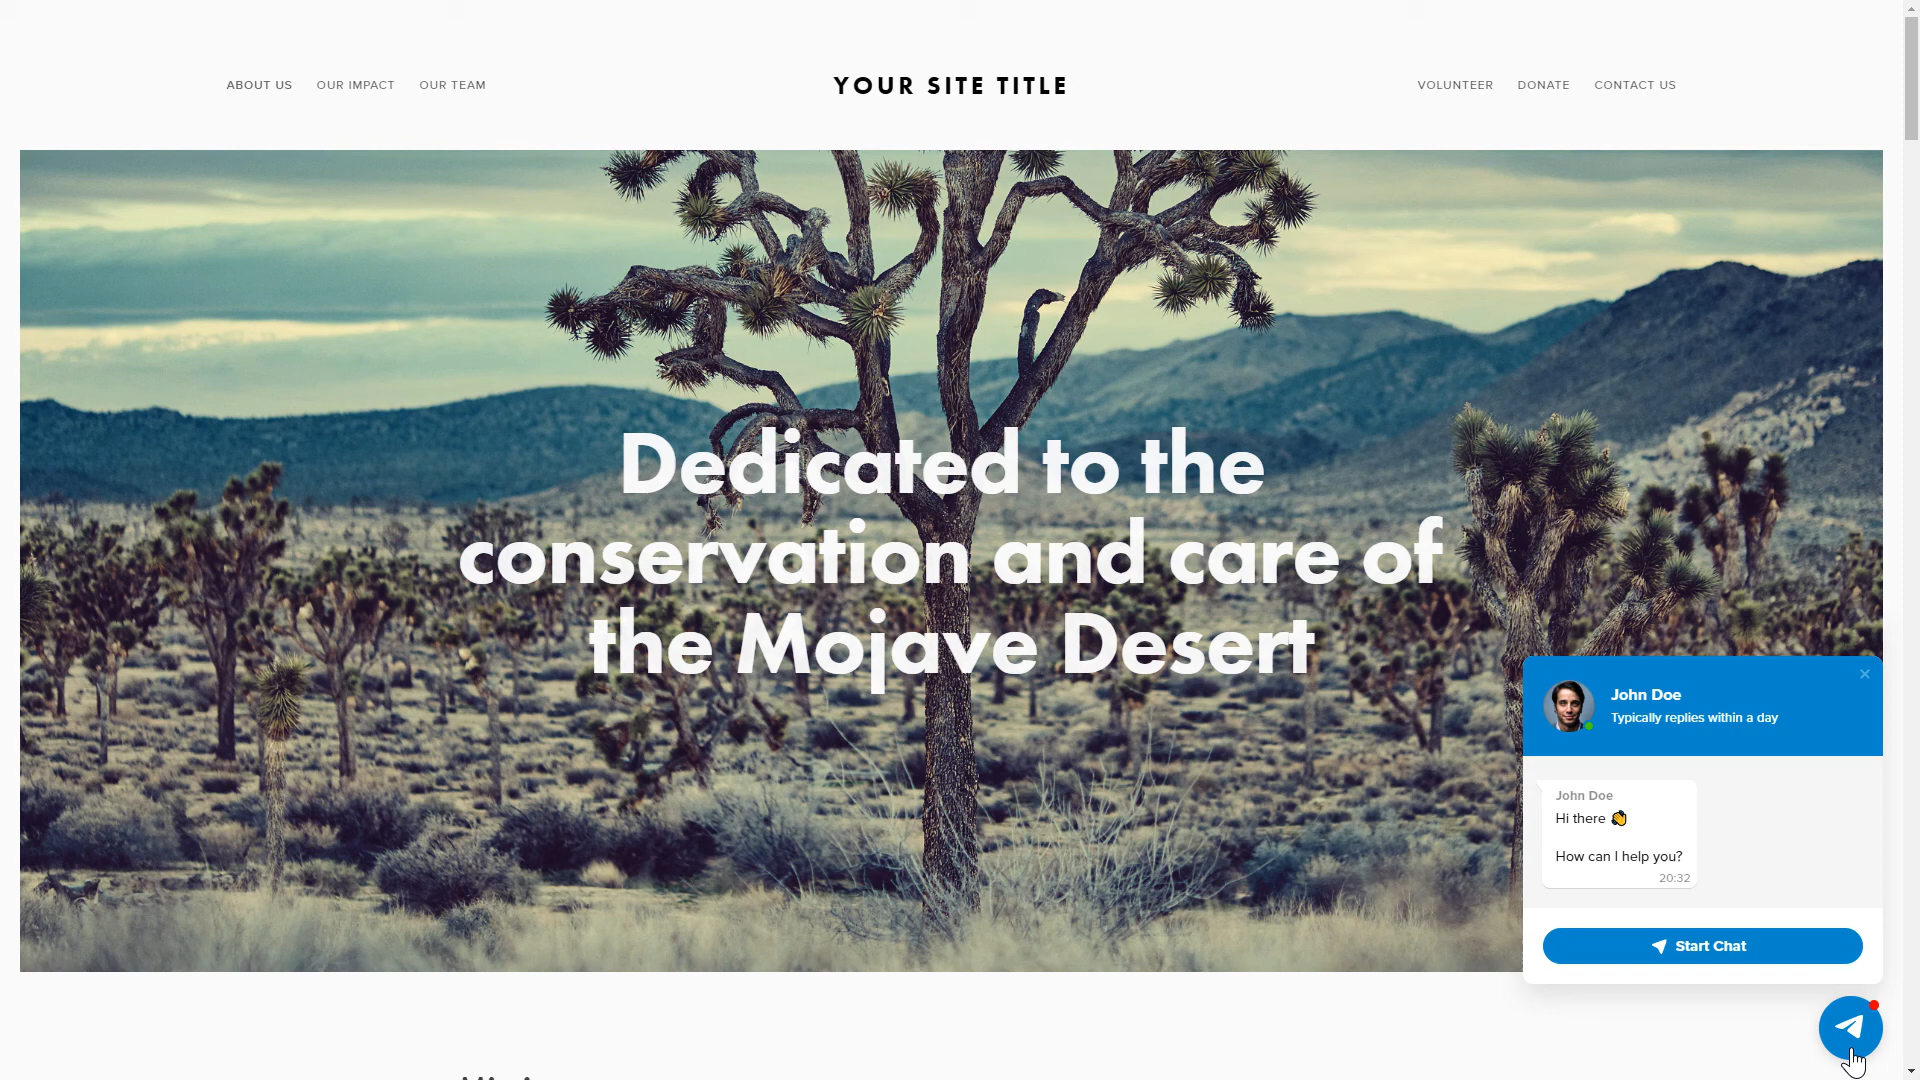 ABOUT US
OUR IMPACT
OUR TEAM
YOUR SITE TITLE
VOLUNTEER
DONATE
CONTACT US
Dedicated to the
conservation and care of
the Mojave Desert
John Doe
Typically replies within a day
John Doe
Hi there 👋
How can I help you?
20:32
Start Chat